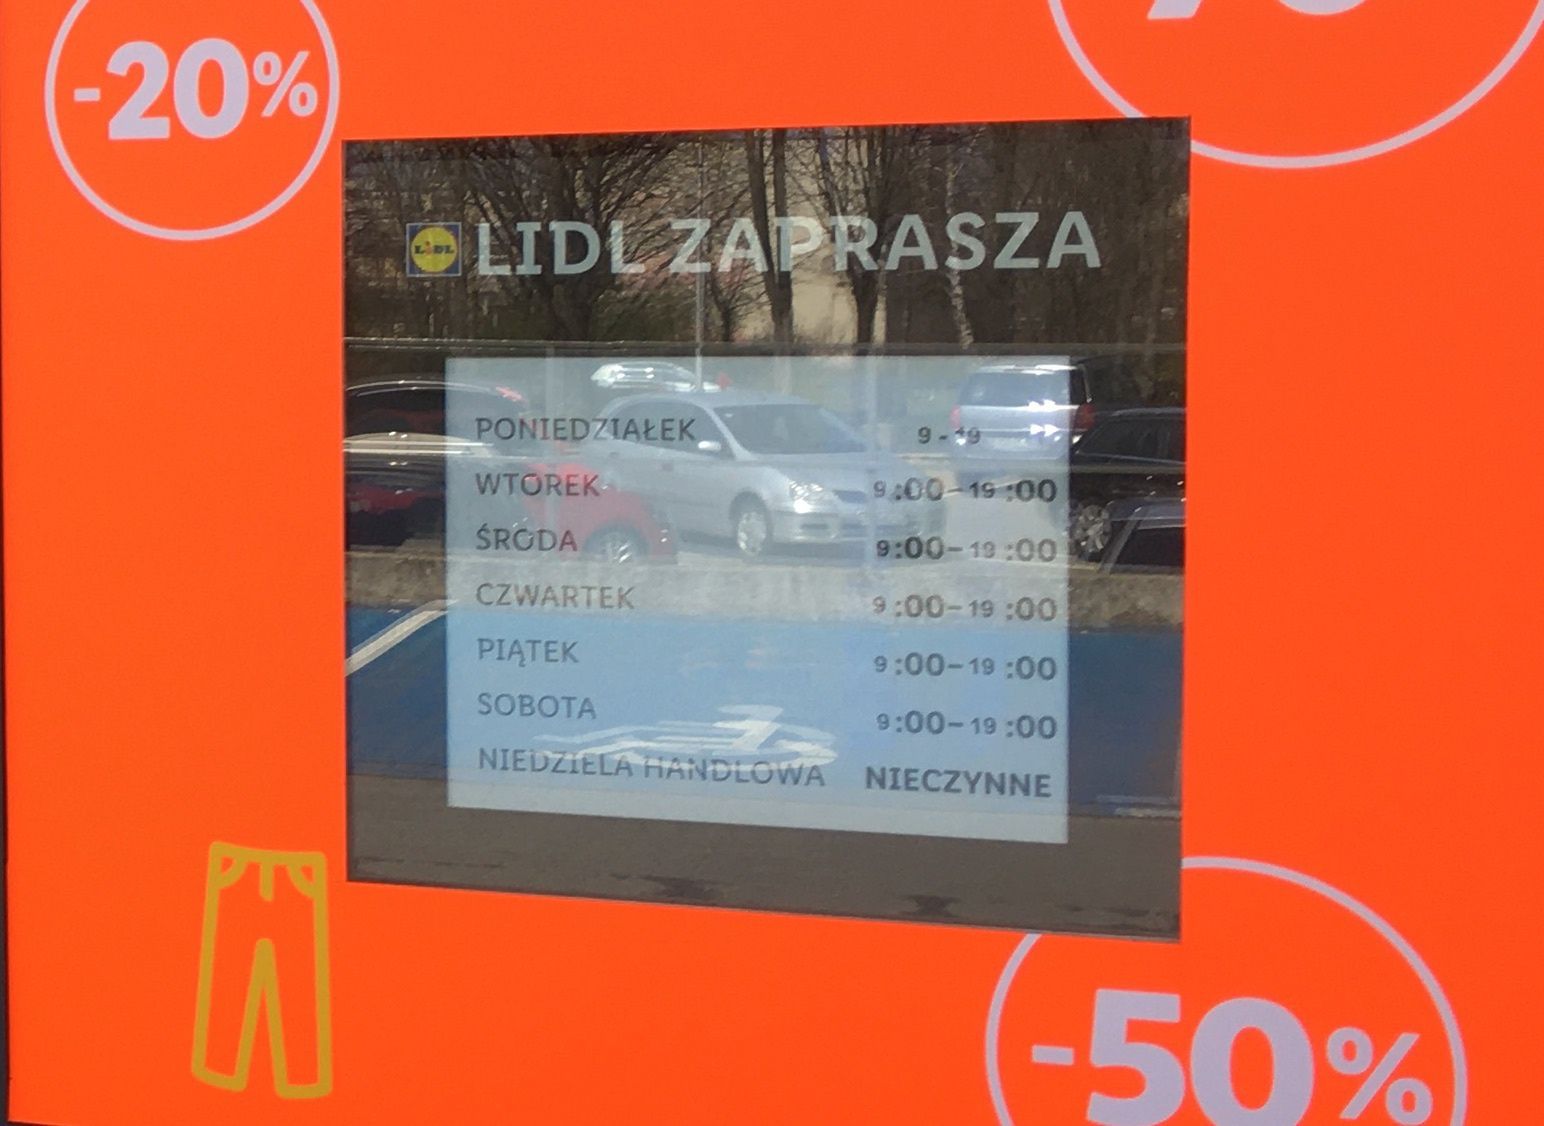 -20%
LIDL LIDL ZAPRASZA
PONIEDZIAŁEK 9 - 19
WTOREK 9:00-19:00
ŚRODA 9:00-19:00
CZWARTEK 9:00-19:00
PIĄTEK 9:00-19:00
SOBOTA 9:00-19:00
NIEDZIELA HANDLOWA NIECZYNNE
-50%